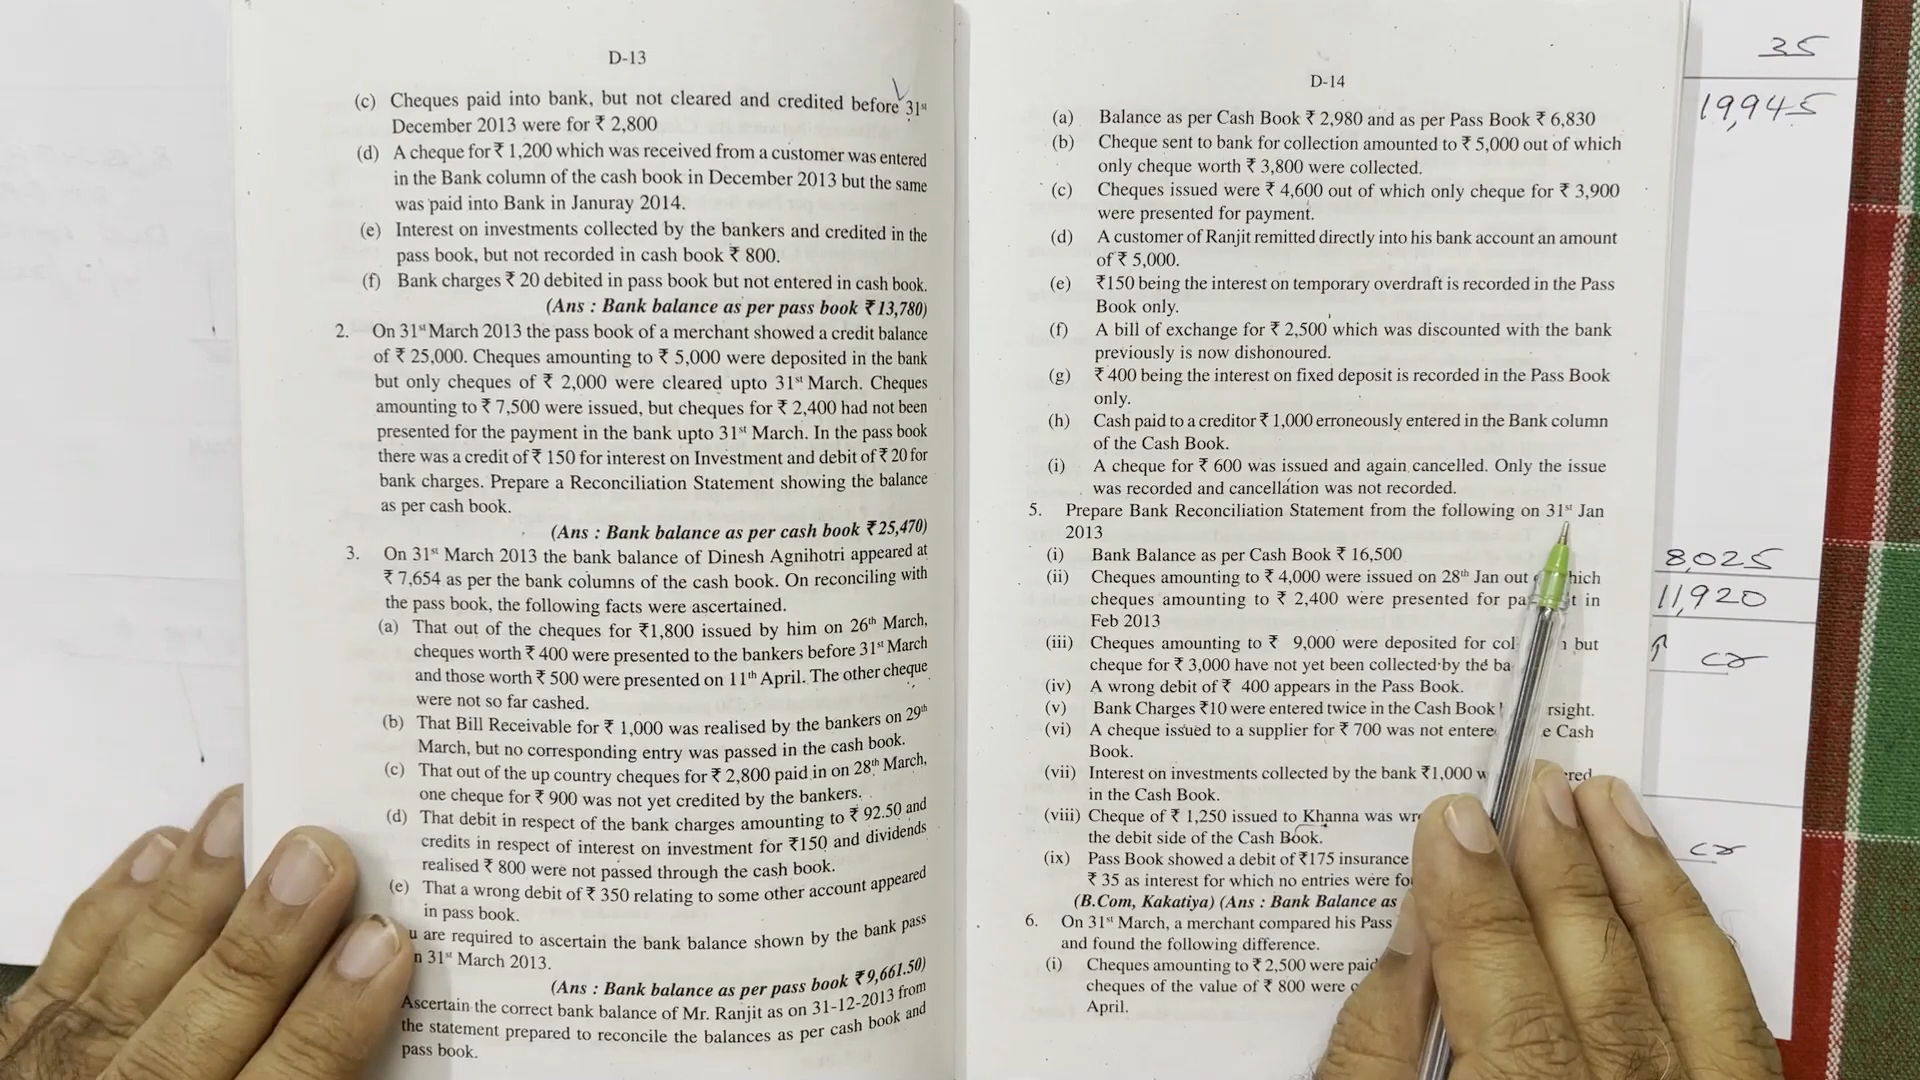 D-13
(c) Cheques paid into bank, but not cleared and credited before 31st
December 2013 were for ₹ 2,800
(d) A cheque for ₹ 1,200 which was received from a customer was entered
in the Bank column of the cash book in December 2013 but the same
was paid into Bank in Januray 2014.
(e) Interest on investments collected by the bankers and credited in the
pass book, but not recorded in cash book ₹ 800.
(f) Bank charges ₹ 20 debited in pass book but not entered in cash book.
(Ans : Bank balance as per pass book ₹ 13,780)
2. On 31st March 2013 the pass book of a merchant showed a credit balance
of ₹ 25,000. Cheques amounting to ₹ 5,000 were deposited in the bank
but only cheques of ₹ 2,000 were cleared upto 31st March. Cheques
amounting to ₹ 7,500 were issued, but cheques for ₹ 2,400 had not been
presented for the payment in the bank upto 31st March. In the pass book
there was a credit of ₹ 150 for interest on Investment and debit of ₹ 20 for
bank charges. Prepare a Reconciliation Statement showing the balance
as per cash book.
(Ans : Bank balance as per cash book ₹ 25,470)
3. On 31st March 2013 the bank balance of Dinesh Agnihotri appeared at
₹ 7,654 as per the bank columns of the cash book. On reconciling with
the pass book, the following facts were ascertained.
(a) That out of the cheques for ₹1,800 issued by him on 26th March,
cheques worth ₹ 400 were presented to the bankers before 31st March
and those worth ₹ 500 were presented on 11th April. The other cheque
were not so far cashed.
(b) That Bill Receivable for ₹ 1,000 was realised by the bankers on 29th
March, but no corresponding entry was passed in the cash book.
(c) That out of the up country cheques for ₹ 2,800 paid in on 28th March,
one cheque for ₹ 900 was not yet credited by the bankers.
(d) That debit in respect of the bank charges amounting to ₹ 92.50 and
credits in respect of interest on investment for ₹150 and dividends
realised ₹ 800 were not passed through the cash book.
(e) That a wrong debit of ₹ 350 relating to some other account appeared
in pass book.
u are required to ascertain the bank balance shown by the bank pass
n 31st March 2013.
(Ans : Bank balance as per pass book ₹9,661.50)
Ascertain the correct bank balance of Mr. Ranjit as on 31-12-2013 from
the statement prepared to reconcile the balances as per cash book and
pass book.
D-14
(a) Balance as per Cash Book ₹ 2,980 and as per Pass Book ₹ 6,830
(b) Cheque sent to bank for collection amounted to ₹ 5,000 out of which
only cheque worth ₹ 3,800 were collected.
(c) Cheques issued were ₹ 4,600 out of which only cheque for ₹ 3,900
were presented for payment.
(d) A customer of Ranjit remitted directly into his bank account an amount
of ₹ 5,000.
(e) ₹150 being the interest on temporary overdraft is recorded in the Pass
Book only.
(f) A bill of exchange for ₹ 2,500 which was discounted with the bank
previously is now dishonoured.
(g) ₹ 400 being the interest on fixed deposit is recorded in the Pass Book
only.
(h) Cash paid to a creditor ₹ 1,000 erroneously entered in the Bank column
of the Cash Book.
(i) A cheque for ₹ 600 was issued and again cancelled. Only the issue
was recorded and cancellation was not recorded.
5. Prepare Bank Reconciliation Statement from the following on 31st Jan
2013
(i) Bank Balance as per Cash Book ₹ 16,500
(ii) Cheques amounting to ₹ 4,000 were issued on 28th Jan out hich
cheques amounting to ₹ 2,400 were presented for pa t in
Feb 2013
(iii) Cheques amounting to ₹ 9,000 were deposited for col but
cheque for ₹ 3,000 have not yet been collected by the ba
(iv) A wrong debit of ₹ 400 appears in the Pass Book.
(v) Bank Charges ₹10 were entered twice in the Cash Book rsight.
(vi) A cheque issued to a supplier for ₹ 700 was not entere e Cash
Book.
(vii) Interest on investments collected by the bank ₹1,000 w red
in the Cash Book.
(viii) Cheque of ₹ 1,250 issued to Khanna was wr
the debit side of the Cash Book.
(ix) Pass Book showed a debit of ₹175 insurance
₹ 35 as interest for which no entries were fo
(B.Com, Kakatiya) (Ans : Bank Balance as
6. On 31st March, a merchant compared his Pass
and found the following difference.
(i) Cheques amounting to ₹ 2,500 were paid
cheques of the value of ₹ 800 were
April.
35
19,945
8,025
11,920
cr
cr